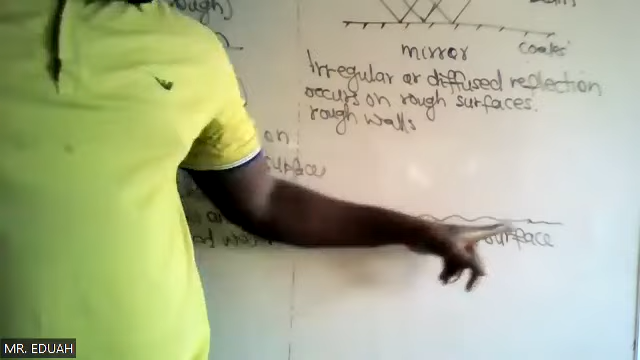 ough)
on
surface
mirror
Irregular or diffused reflection
occurs on rough surfaces.
rough walls
surface
MR. EDUAH